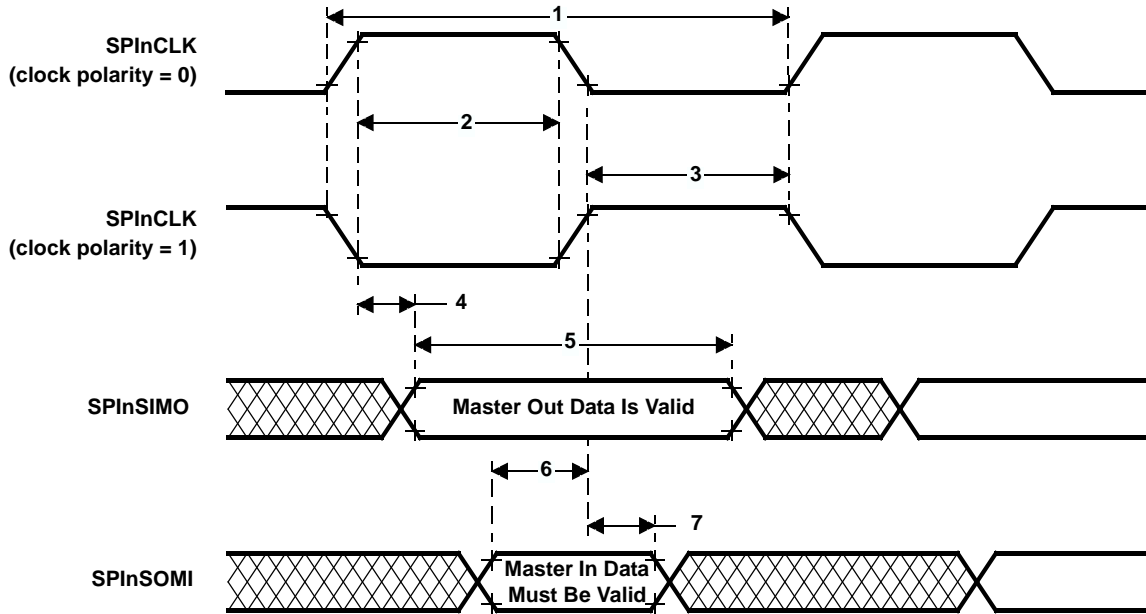 1
SPInCLK
(clock polarity = 0)
2
3
SPInCLK
(clock polarity = 1)
4
5
SPInSIMO
Master Out Data Is Valid
6
7
SPInSOMI
Master In Data
Must Be Valid